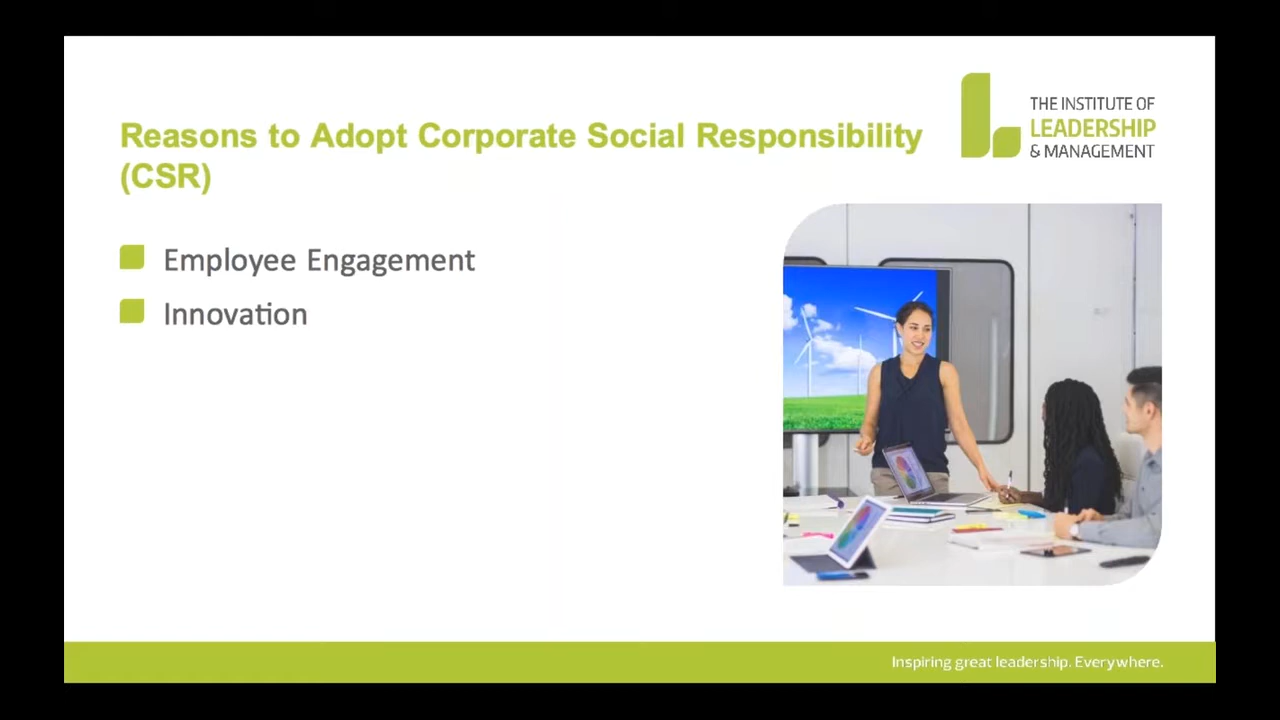 Reasons to Adopt Corporate Social Responsibility
(CSR)
THE INSTITUTE OF
LEADERSHIP
& MANAGEMENT
Employee Engagement
Innovation
Inspiring great leadership. Everywhere.